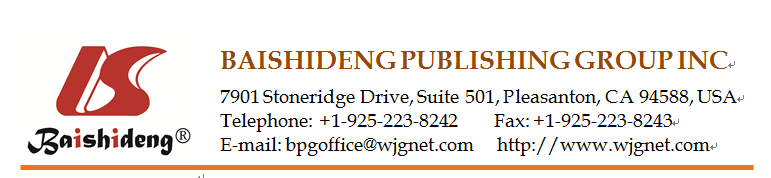 BAISHIDENG PUBLISHING GROUP INC
7901 Stoneridge Drive, Suite 501, Pleasanton, CA 94588, USA
Telephone: +1-925-223-8242 Fax: +1-925-223-8243
E-mail: bpgoffice@wjgnet.com http://www.wjgnet.com
Baishideng®